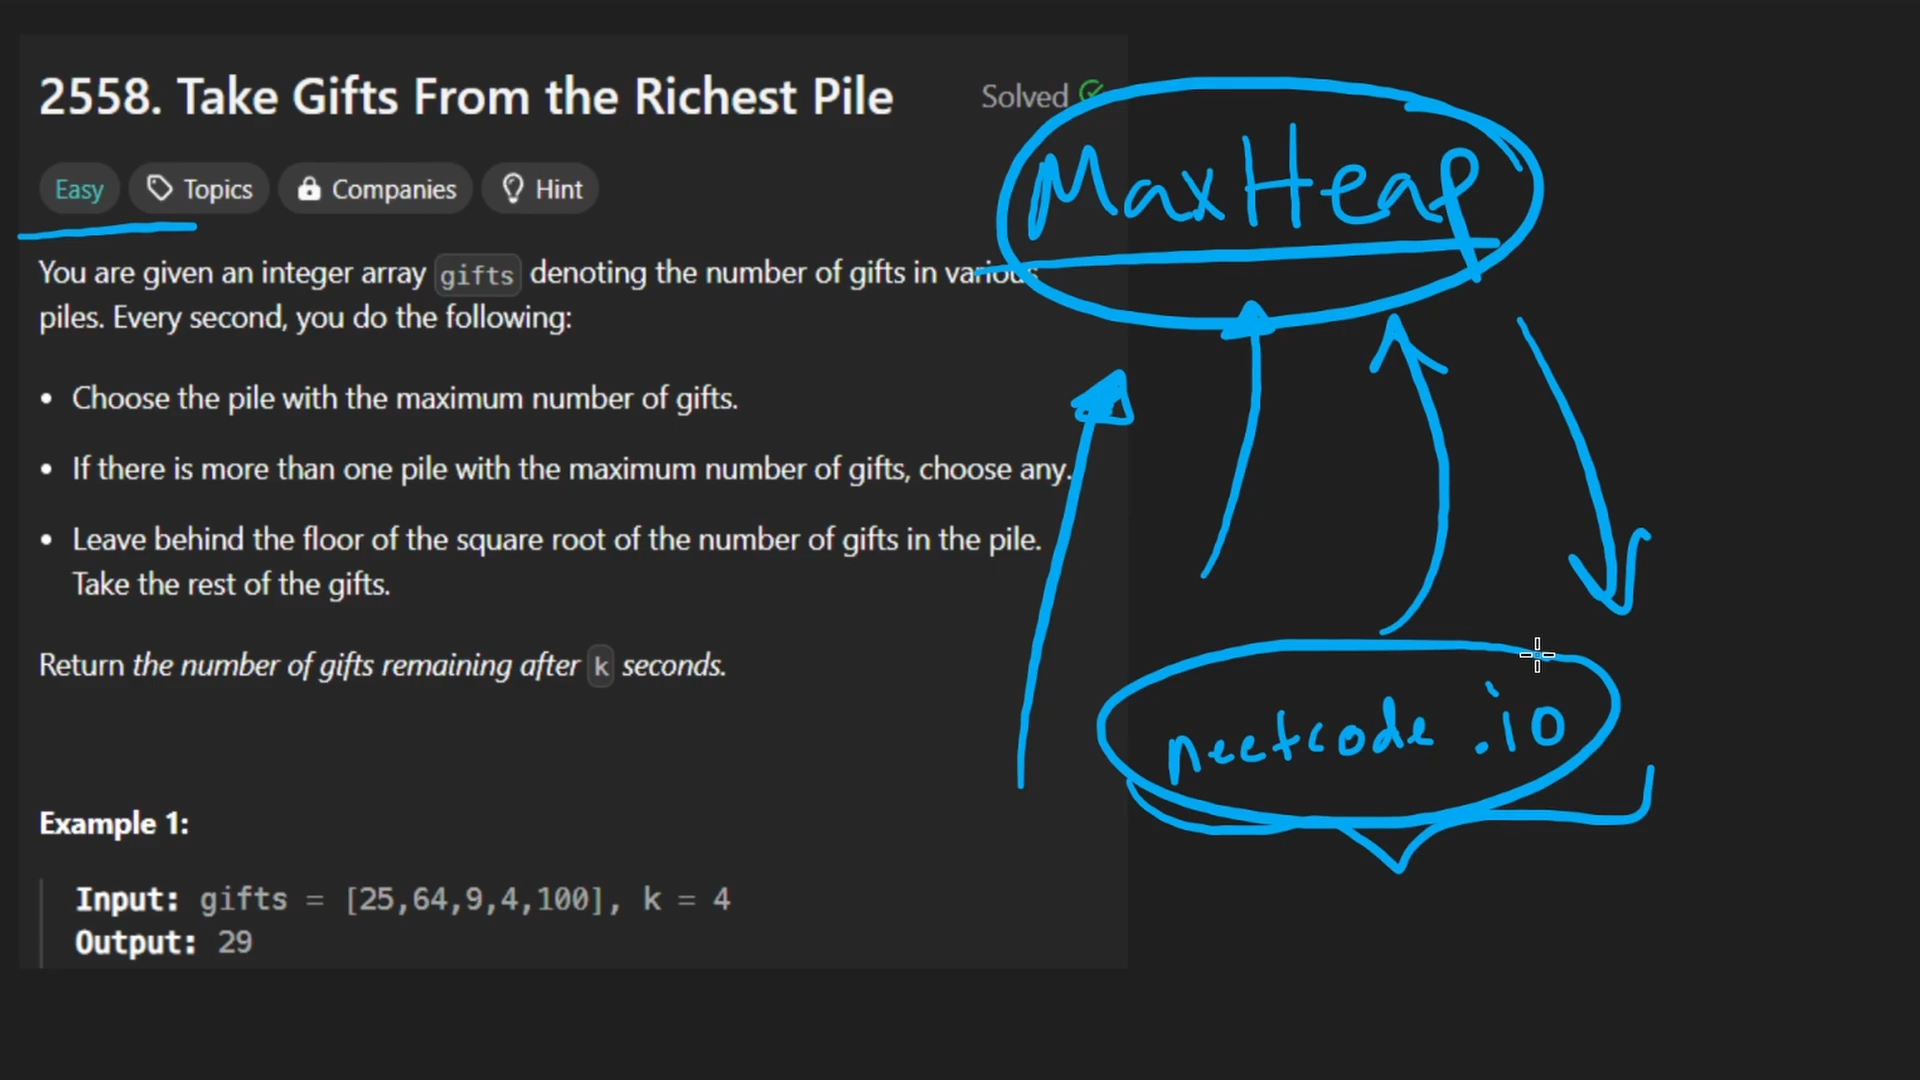 2558. Take Gifts From the Richest Pile
Solved
MaxHeap
Easy
Topics
Companies
Hint
You are given an integer array gifts denoting the number of gifts in various
piles. Every second, you do the following:
• Choose the pile with the maximum number of gifts.
• If there is more than one pile with the maximum number of gifts, choose any.
• Leave behind the floor of the square root of the number of gifts in the pile.
Take the rest of the gifts.
Return the number of gifts remaining after k seconds.
neetcode.io
Example 1:
Input: gifts = [25,64,9,4,100], k = 4
Output: 29